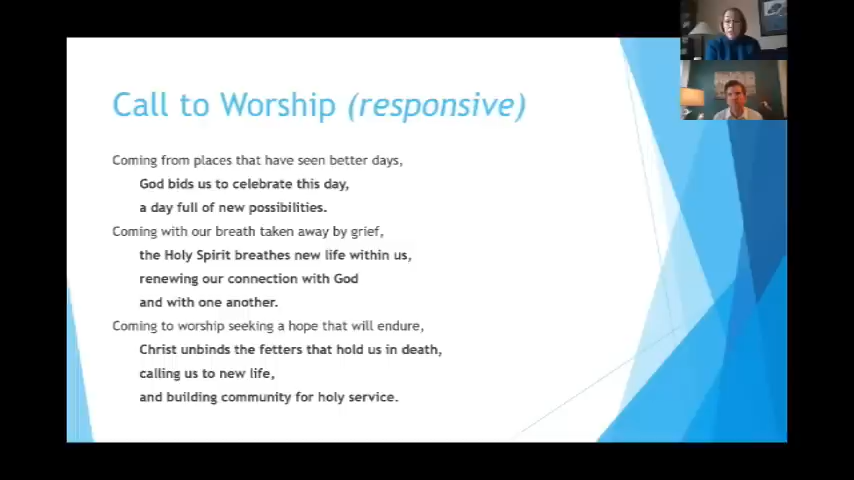 Call to Worship (responsive)
Coming from places that have seen better days,
God bids us to celebrate this day,
a day full of new possibilities.
Coming with our breath taken away by grief,
the Holy Spirit breathes new life within us,
renewing our connection with God
and with one another.
Coming to worship seeking a hope that will endure,
Christ unbinds the fetters that hold us in death,
calling us to new life,
and building community for holy service.